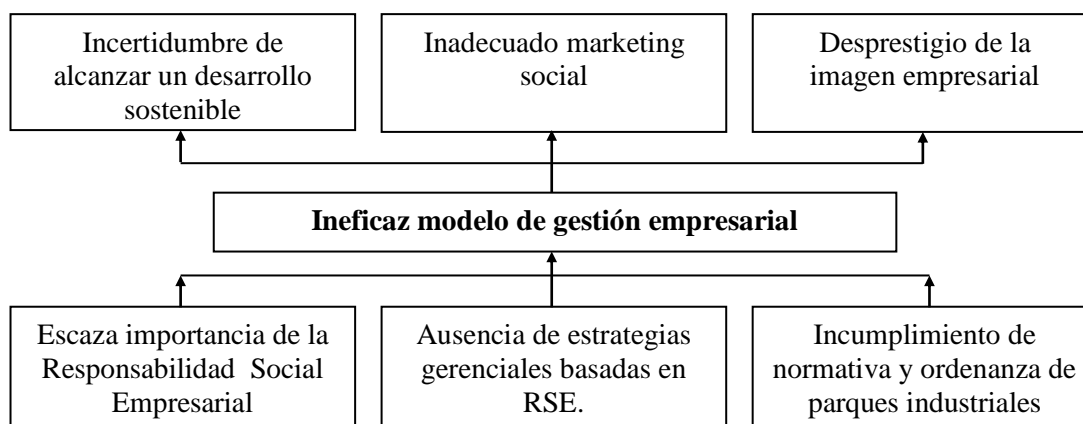 Incertidumbre de
alcanzar un desarrollo
sostenible
Inadecuado marketing
social
Desprestigio de la
imagen empresarial
Ineficaz modelo de gestión empresarial
Escaza importancia de la
Responsabilidad Social
Empresarial
Ausencia de estrategias
gerenciales basadas en
RSE.
Incumplimiento de
normativa y ordenanza de
parques industriales